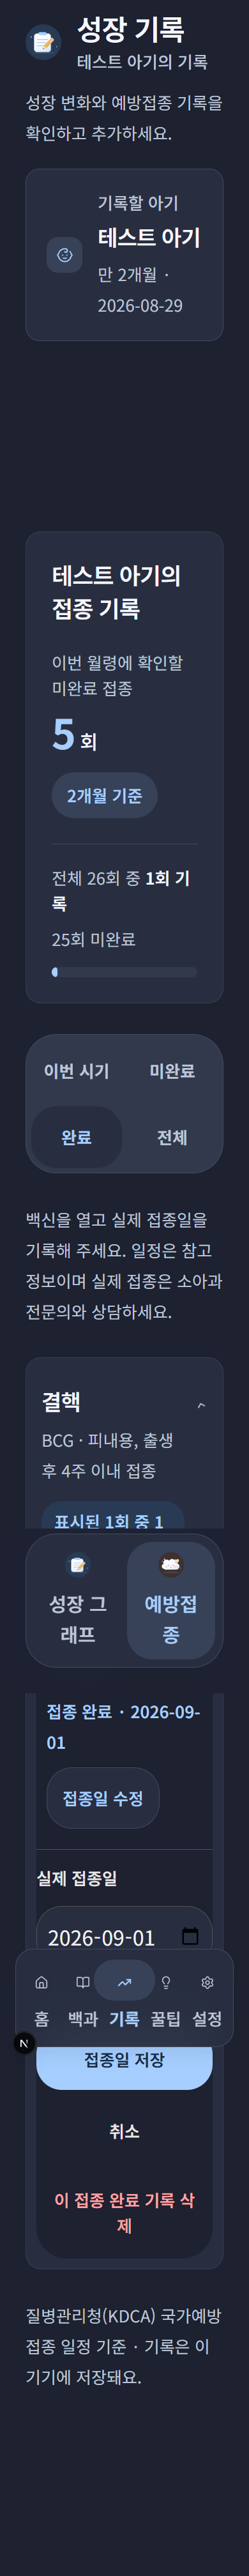 성장 기록
테스트 아기의 기록
성장 변화와 예방접종 기록을
확인하고 추가하세요.
기록할 아기
테스트 아기
만 2개월 ·
2026-08-29
테스트 아기의
접종 기록
이번 월령에 확인할
미완료 접종
5 회
2개월 기준
전체 26회 중 1회 기
록
25회 미완료
이번 시기
미완료
완료
전체
백신을 열고 실제 접종일을
기록해 주세요. 일정은 참고
정보이며 실제 접종은 소아과
전문의와 상담하세요.
결핵
BCG · 피내용, 출생
후 4주 이내 접종
표시된 1회 중 1
성장 그
래프
예방접
종
접종 완료 · 2026-09-
01
접종일 수정
실제 접종일
2026-09-01
홈
백과
기록
꿀팁
설정
N
접종일 저장
취소
이 접종 완료 기록 삭
제
질병관리청(KDCA) 국가예방
접종 일정 기준 · 기록은 이
기기에 저장돼요.